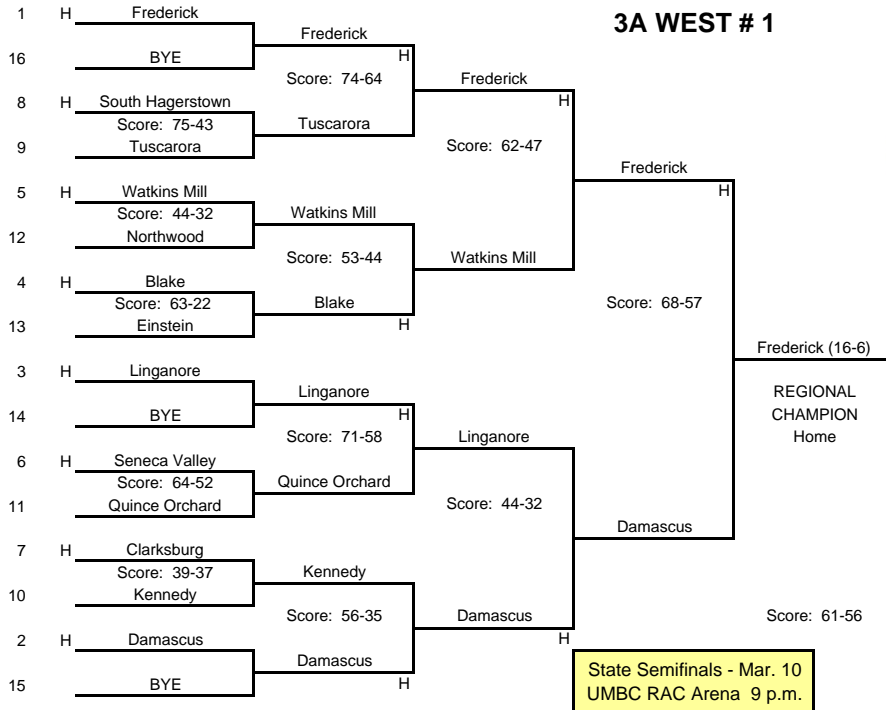 3A WEST # 1
1 H Frederick
Frederick
16 BYE
H
Score: 74-64
Frederick
8 H South Hagerstown
H
Score: 75-43
Tuscarora
9 Tuscarora
Score: 62-47
Frederick
5 H Watkins Mill
H
Score: 44-32
Watkins Mill
12 Northwood
Score: 53-44
Watkins Mill
4 H Blake
Score: 63-22
Blake
Score: 68-57
13 Einstein
H
Frederick (16-6)
3 H Linganore
REGIONAL
CHAMPION
Home
Linganore
14 BYE
H
Score: 71-58
Linganore
6 H Seneca Valley
Score: 64-52
Quince Orchard
11 Quince Orchard
Score: 44-32
Damascus
7 H Clarksburg
Score: 39-37
Kennedy
10 Kennedy
Score: 56-35
Damascus
Score: 61-56
2 H Damascus
H
Damascus
15 BYE
H
State Semifinals - Mar. 10
UMBC RAC Arena 9 p.m.